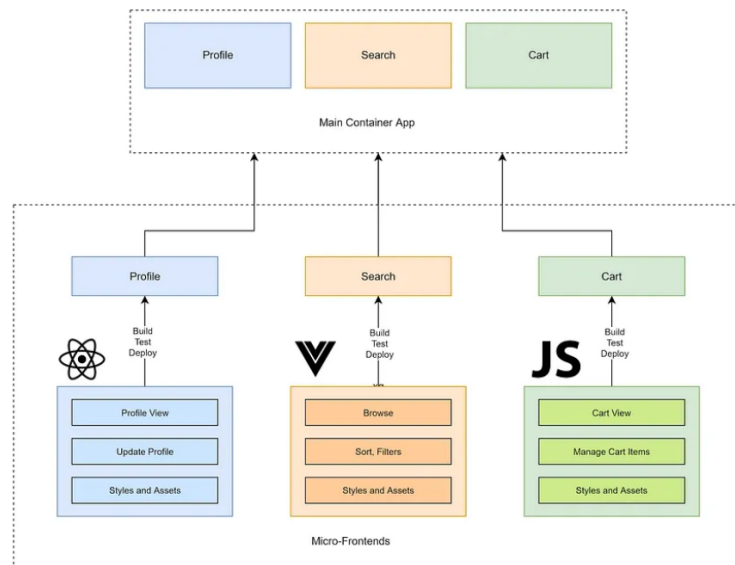 Profile
Search
Cart
Main Container App
Profile
Search
Cart
Build
Test
Deploy
Build
Test
Deploy
Build
Test
Deploy
JS
Profile View
Update Profile
Styles and Assets
Browse
Sort, Filters
Styles and Assets
Cart View
Manage Cart Items
Styles and Assets
Micro-Frontends